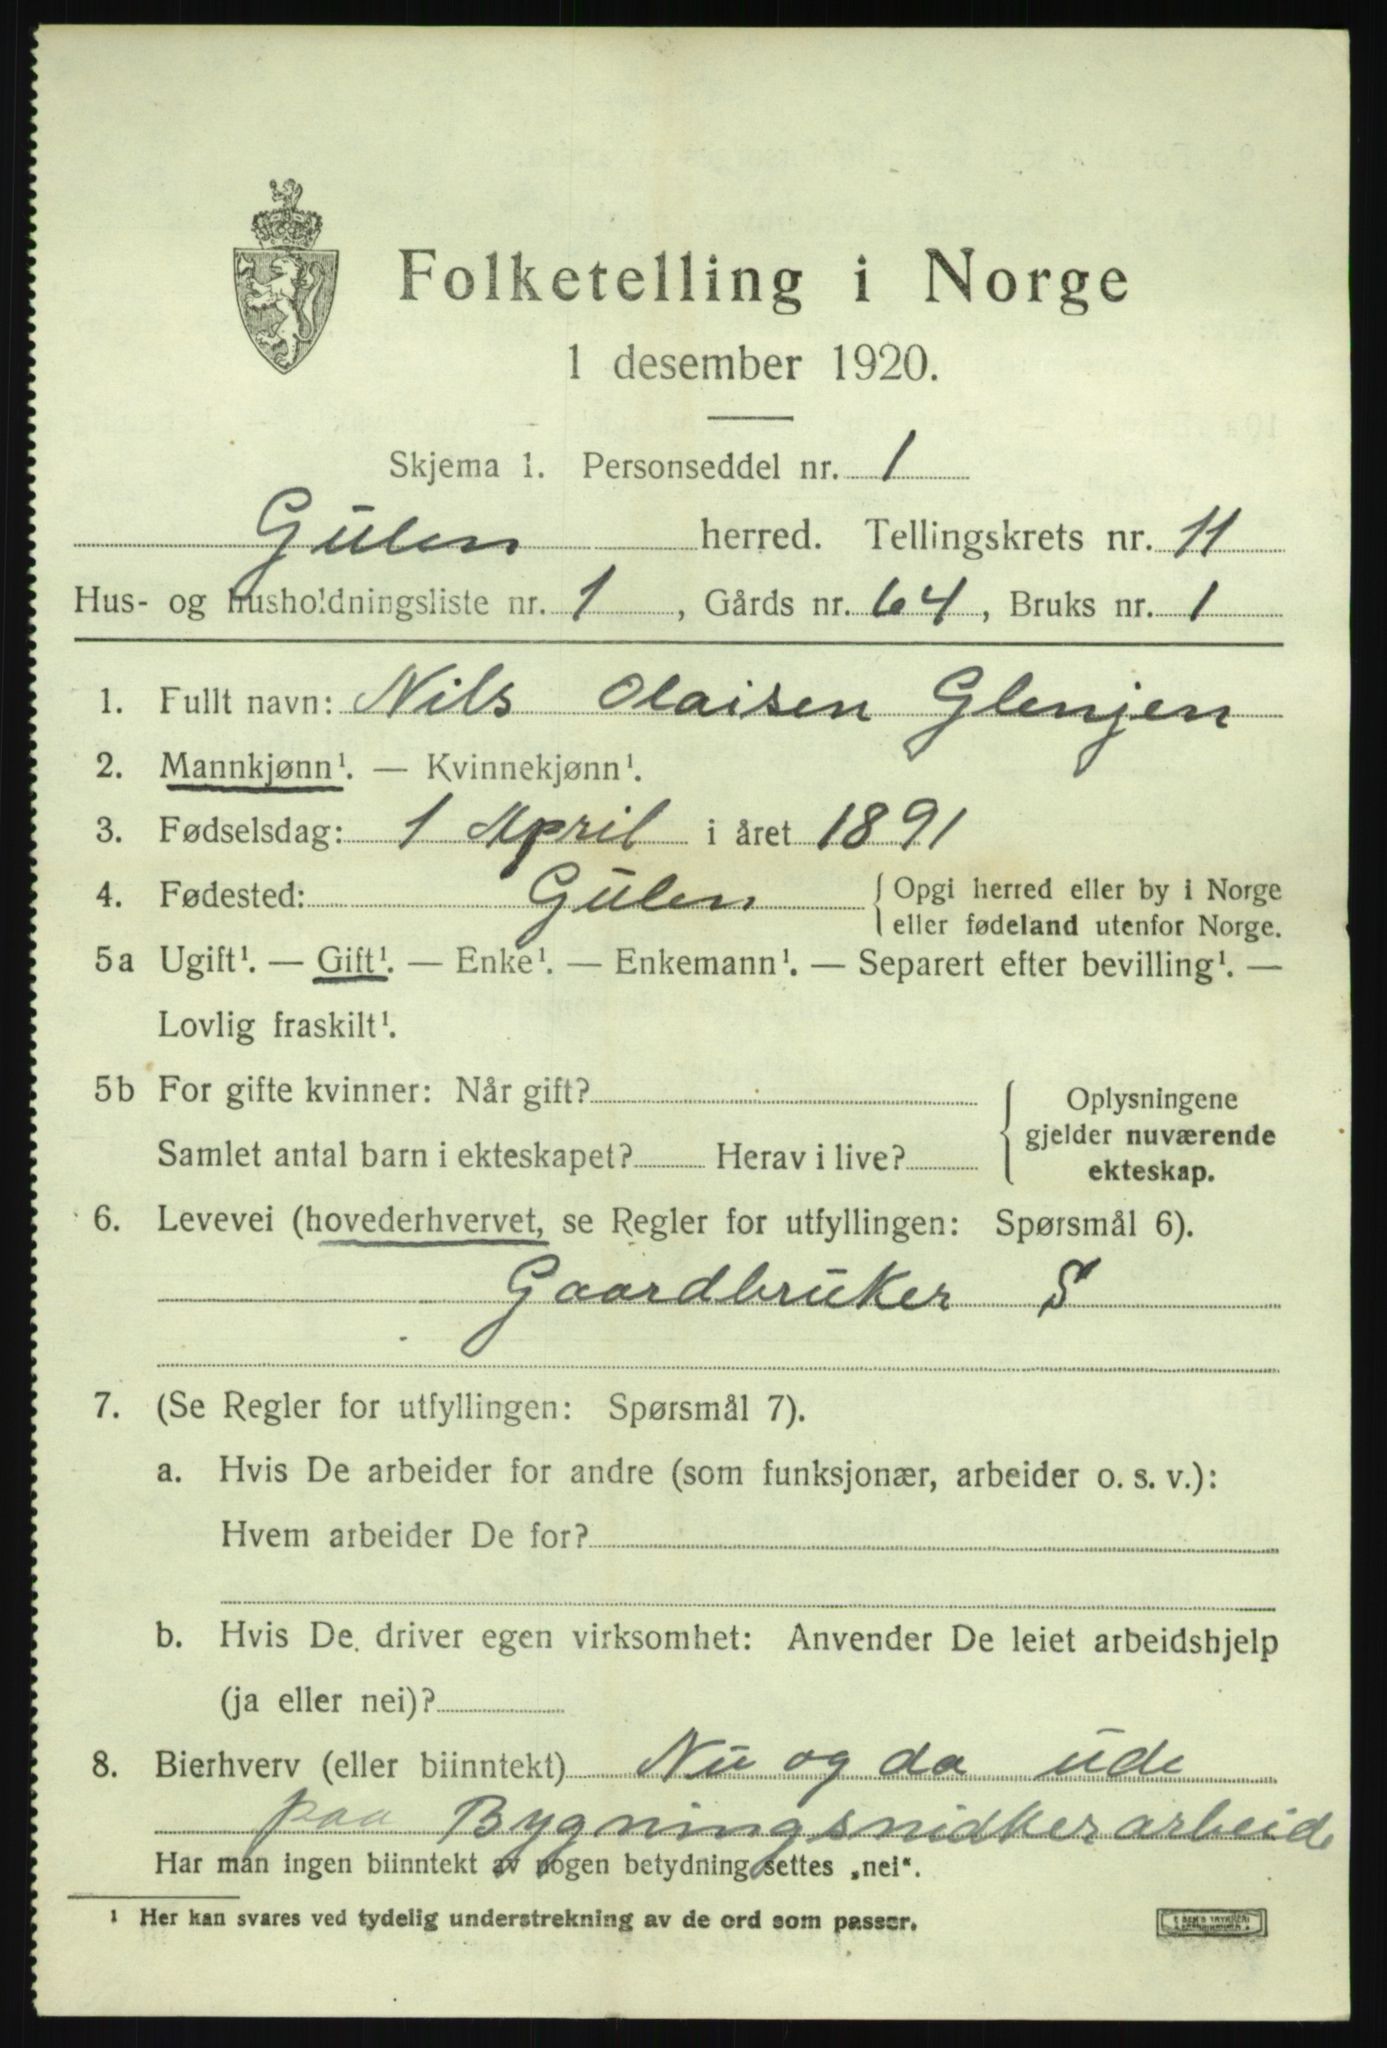 Folketelling i Norge
1 desember 1920.
Skjema 1. Personseddel nr. 1
Gulen herred. Tellingskrets nr. 11
Hus- og husholdningsliste nr. 1, Gårds nr. 64, Bruks nr. 1
1. Fullt navn: Nils Olaisen Glenjen
2. Mannkjønn¹. — Kvinnekjønn¹.
3. Fødselsdag: 1 April i året 1891
4. Fødested: Gulen { Opgi herred eller by i Norge
eller fødeland utenfor Norge.
5a Ugift¹. — Gift¹. — Enke¹. — Enkemann¹. — Separert efter bevilling¹. —
Lovlig fraskilt¹.
5b For gifte kvinner: Når gift?
Samlet antal barn i ekteskapet? Herav i live?
{ Oplysningene
gjelder nuværende
ekteskap.
6. Levevei (hovederhvervet, se Regler for utfyllingen: Spørsmål 6).
Gaardbruker S
7. (Se Regler for utfyllingen: Spørsmål 7).
a. Hvis De arbeider for andre (som funksjonær, arbeider o. s. v.):
Hvem arbeider De for?
b. Hvis De driver egen virksomhet: Anvender De leiet arbeidshjelp
(ja eller nei)?
8. Bierhverv (eller biinntekt) Nu og da ude
paa Bygningsnidkerarbeide
Har man ingen biinntekt av nogen betydning settes „nei“.
¹ Her kan svares ved tydelig understrekning av de ord som passer.